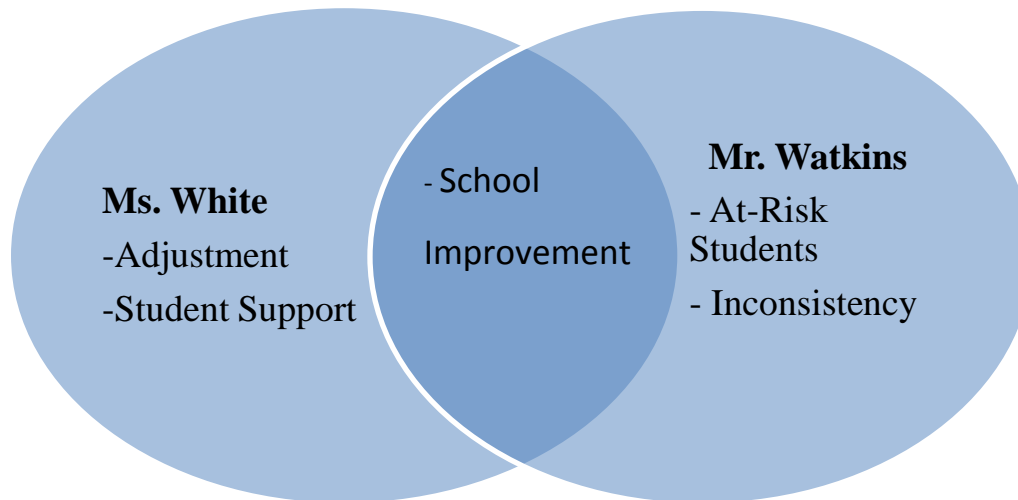 Ms. White
-Adjustment
-Student Support
- School
Improvement
Mr. Watkins
- At-Risk
Students
- Inconsistency